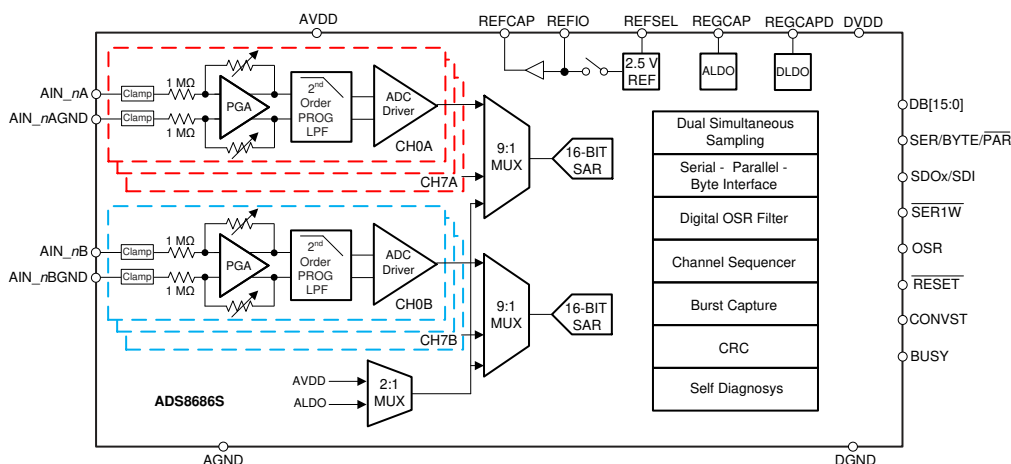 AVDD
REFCAP
REFIO
REFSEL
REGCAP
REGCAPD
DVDD
2.5 V
REF
ALDO
DLDO
AIN_nA
AIN_nAGND
Clamp
Clamp
1 MΩ
1 MΩ
PGA
2nd
Order
PROG
LPF
ADC
Driver
CH0A
CH7A
9:1
MUX
16-BIT
SAR
AIN_nB
AIN_nBGND
Clamp
Clamp
1 MΩ
1 MΩ
PGA
2nd
Order
PROG
LPF
ADC
Driver
CH0B
CH7B
9:1
MUX
16-BIT
SAR
AVDD
ALDO
2:1
MUX
ADS8686S
Dual Simultaneous
Sampling
Serial - Parallel -
Byte Interface
Digital OSR Filter
Channel Sequencer
Burst Capture
CRC
Self Diagnosys
DB[15:0]
SER/BYTE/PAR
SDOx/SDI
SER1W
OSR
RESET
CONVST
BUSY
AGND
DGND